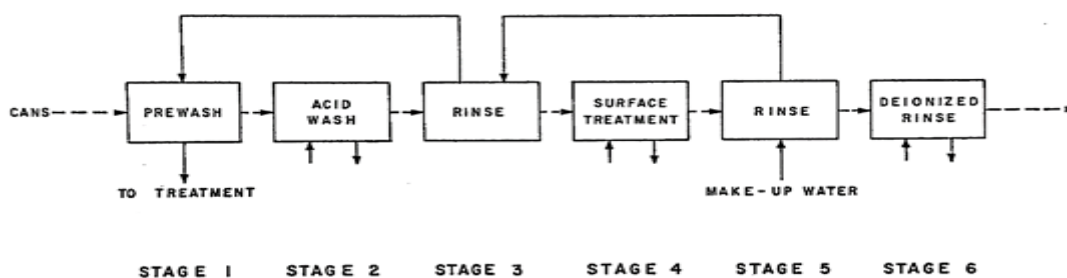 CANS
PREWASH
ACID
WASH
RINSE
SURFACE
TREATMENT
RINSE
DEIONIZED
RINSE
TO TREATMENT
MAKE-UP WATER
STAGE 1
STAGE 2
STAGE 3
STAGE 4
STAGE 5
STAGE 6